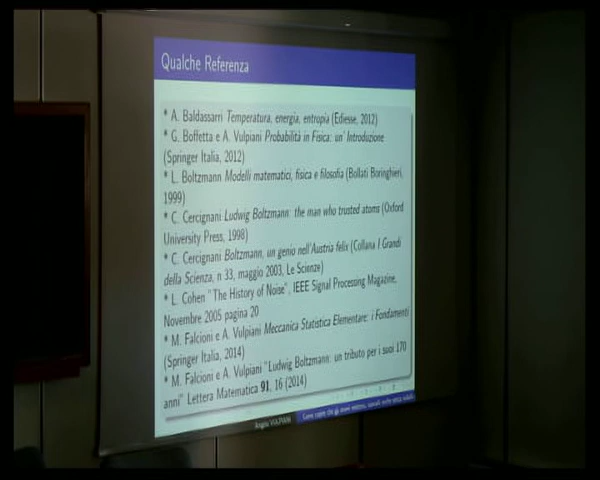 Qualche Referenza
* A. Baldassarri Temperatura, energia, entropia (Ediesse, 2012)
* G. Boffetta e A. Vulpiani Probabilità in Fisica: un' Introduzione
(Springer Italia, 2012)
* L. Boltzmann Modelli matematici, fisica e filosofia (Bollati Boringhieri,
1999)
* C. Cercignani Ludwig Boltzmann: the man who trusted atoms (Oxford
University Press, 1998)
* C. Cercignani Boltzmann, un genio nell'Austria felix (Collana I Grandi
della Scienza, n 33, maggio 2003, Le Scienze)
* L. Cohen "The History of Noise", IEEE Signal Processing Magazine,
Novembre 2005 pagina 20
* M. Falcioni e A. Vulpiani Meccanica Statistica Elementare: i Fondamenti
(Springer Italia, 2014)
* M. Falcioni e A. Vulpiani "Ludwig Boltzmann: un tributo per i suoi 170
anni" Lettera Matematica 91, 16 (2014)
Angelo VULPIANI